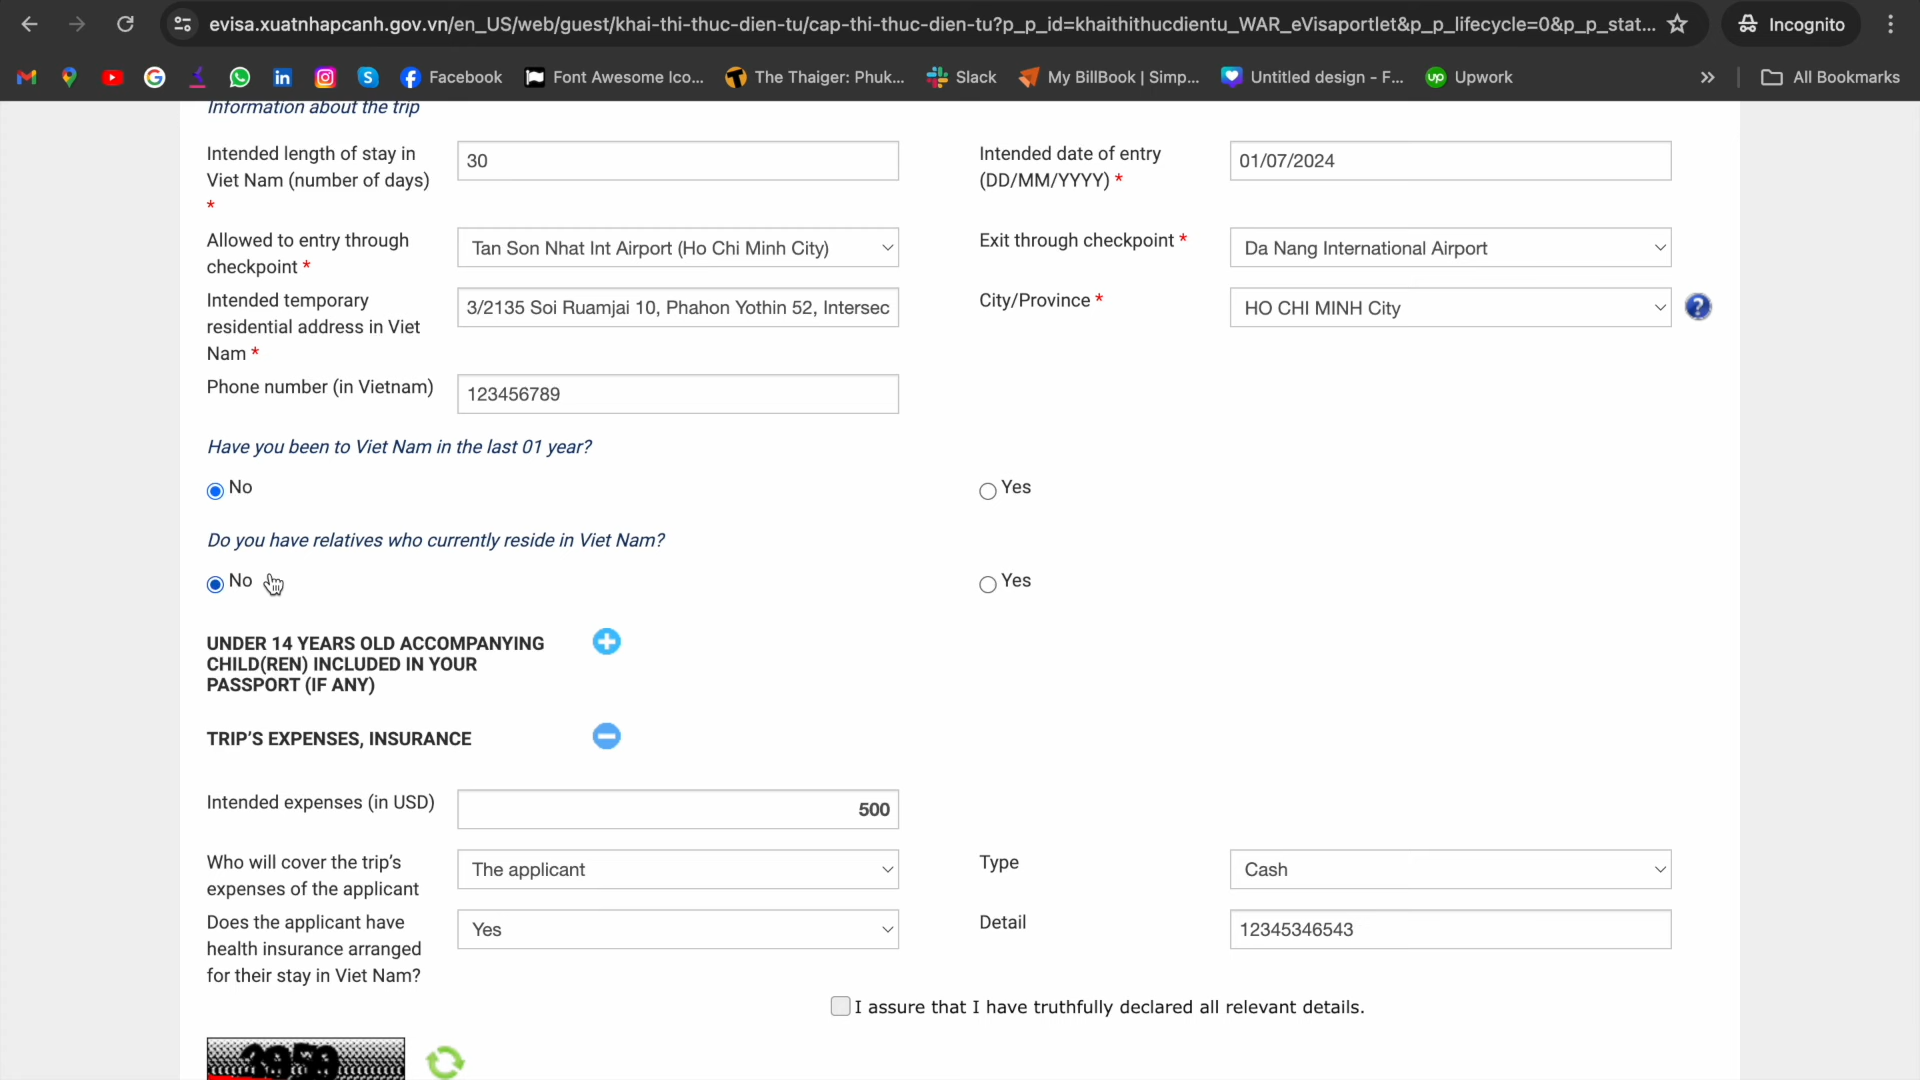 evisa.xuatnhapcanh.gov.vn/en_US/web/guest/khai-thi-thuc-dien-tu/cap-thi-thuc-dien-tu?p_p_id=khaithithucdientu_WAR_eVisaportlet&p_p_lifecycle=0&p_p_stat...
Incognito
Facebook
Font Awesome Ico...
The Thaiger: Phuk...
Slack
My BillBook | Simp...
Untitled design - F...
up Upwork
»
All Bookmarks
Information about the trip
Intended length of stay in Viet Nam (number of days) *
30
Intended date of entry (DD/MM/YYYY) *
01/07/2024
Allowed to entry through checkpoint *
Tan Son Nhat Int Airport (Ho Chi Minh City)
Exit through checkpoint *
Da Nang International Airport
Intended temporary residential address in Viet Nam *
3/2135 Soi Ruamjai 10, Phahon Yothin 52, Intersec
City/Province *
HO CHI MINH City
?
Phone number (in Vietnam)
123456789
Have you been to Viet Nam in the last 01 year?
No
Yes
Do you have relatives who currently reside in Viet Nam?
No
Yes
UNDER 14 YEARS OLD ACCOMPANYING
CHILD(REN) INCLUDED IN YOUR
PASSPORT (IF ANY)
TRIP'S EXPENSES, INSURANCE
Intended expenses (in USD)
500
Who will cover the trip's expenses of the applicant
The applicant
Type
Cash
Does the applicant have health insurance arranged for their stay in Viet Nam?
Yes
Detail
12345346543
I assure that I have truthfully declared all relevant details.